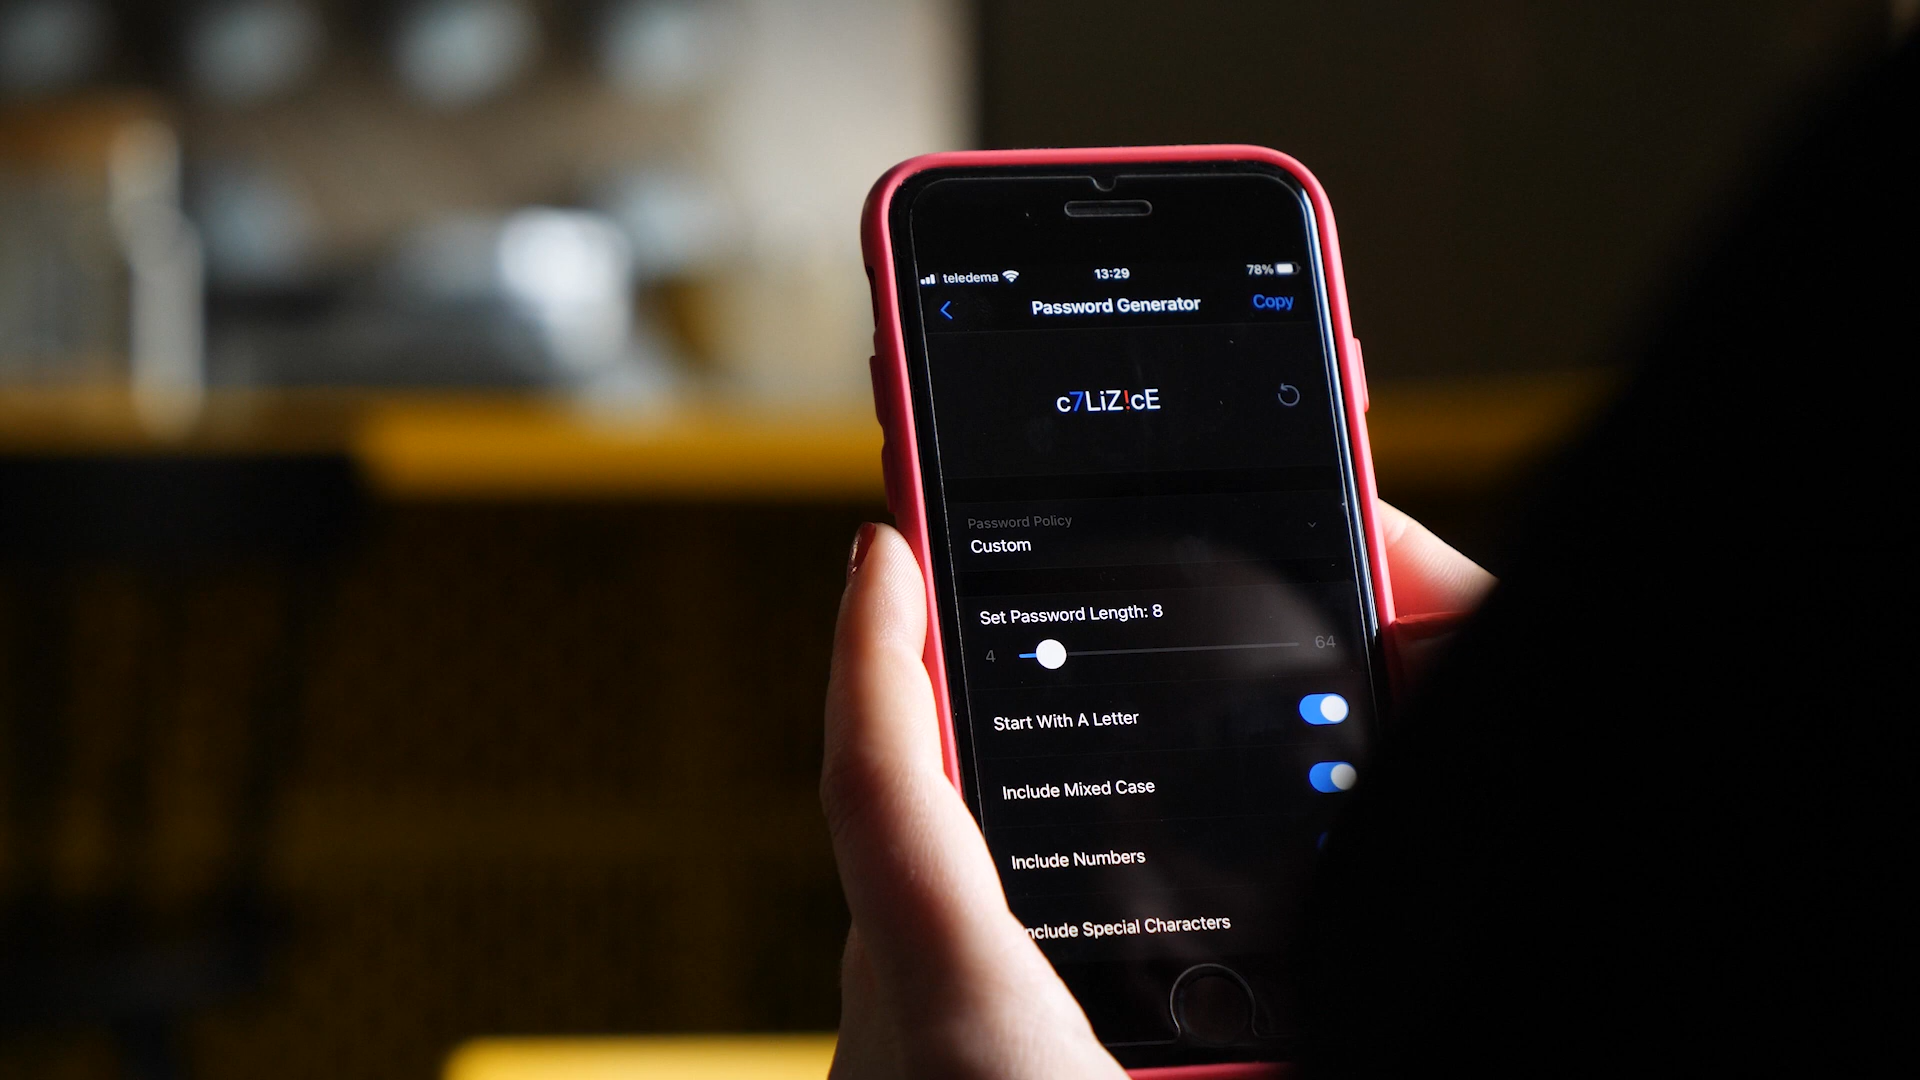 teledema 13:29 78%
Password Generator Copy
c7LiZ!cE
Password Policy
Custom
Set Password Length: 8
4 64
Start With A Letter
Include Mixed Case
Include Numbers
nclude Special Characters